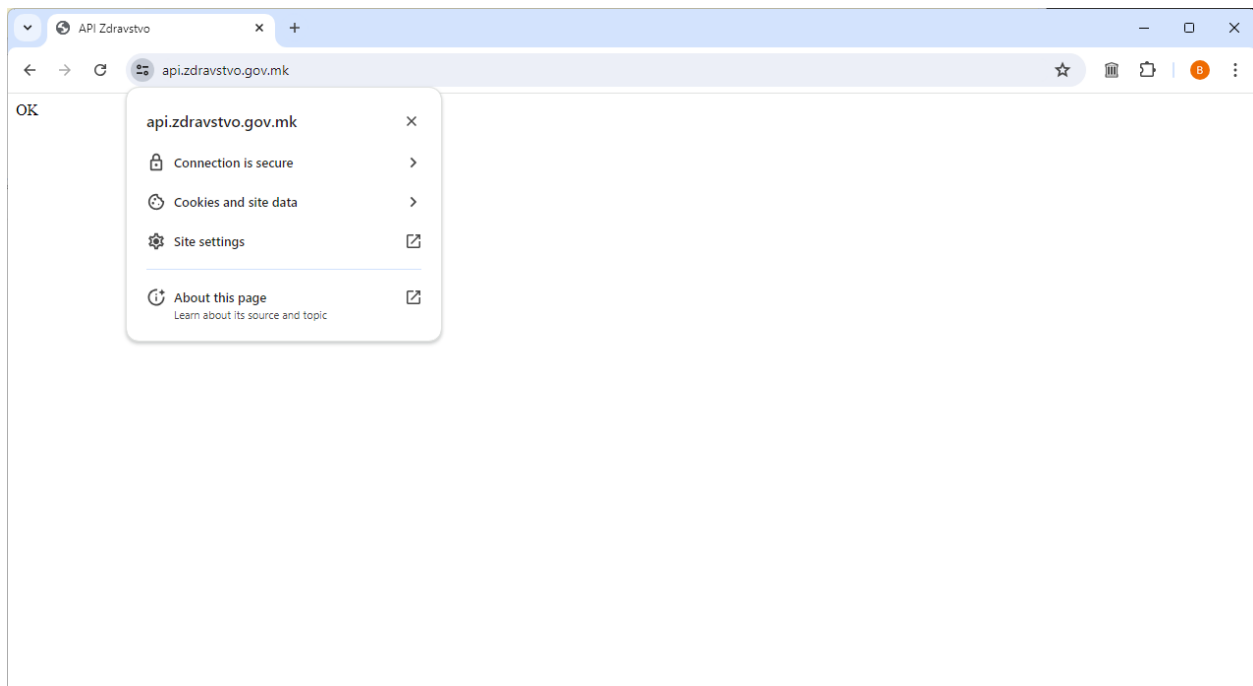 API Zdravstvo
api.zdravstvo.gov.mk
B
OK
api.zdravstvo.gov.mk
Connection is secure
Cookies and site data
Site settings
About this page
Learn about its source and topic